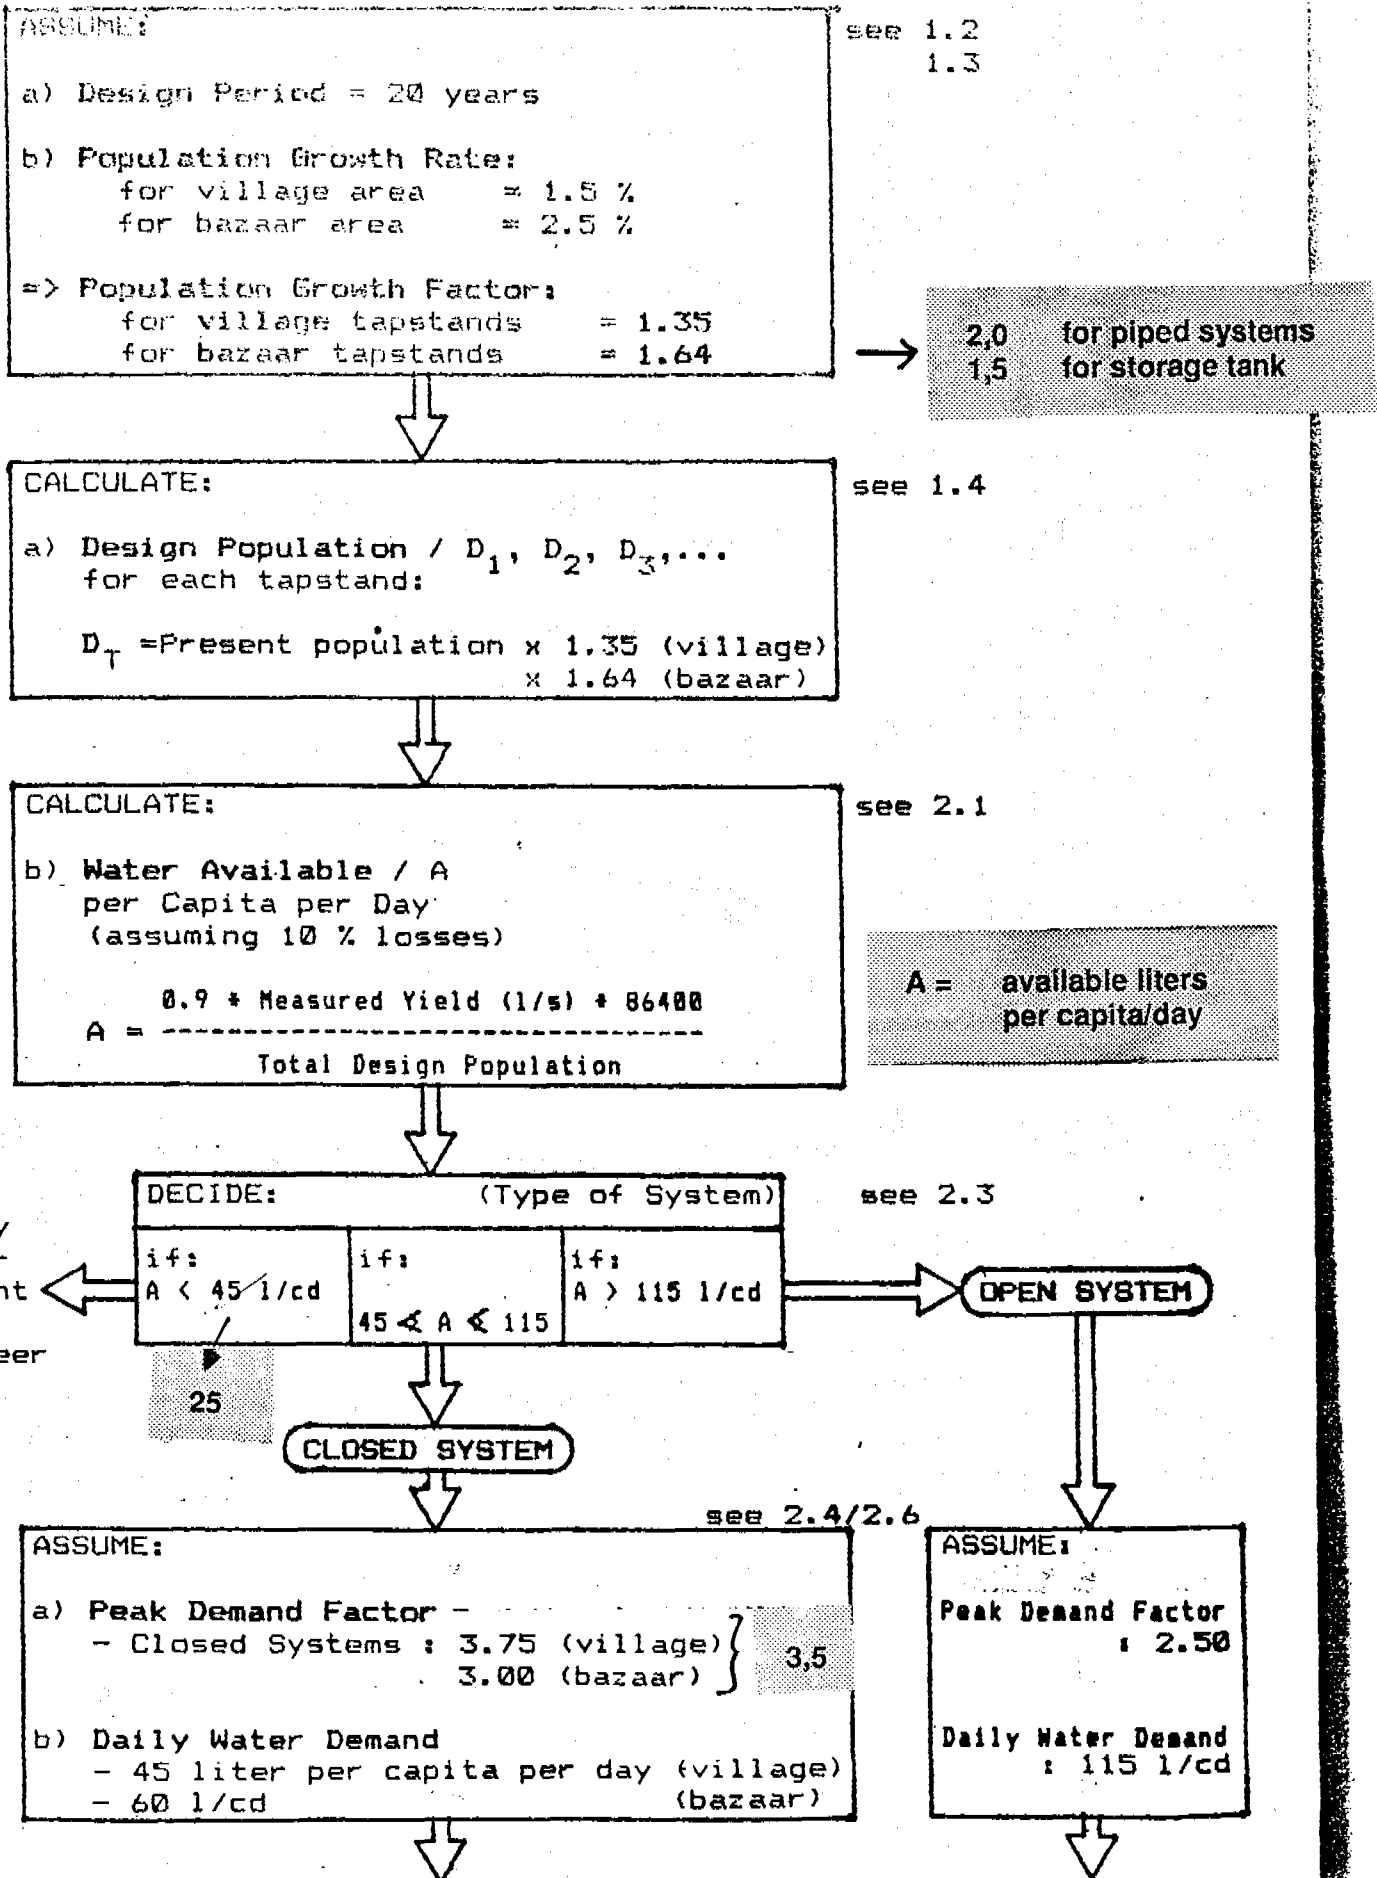 ASSUME:
see 1.2
1.3
a) Design Period = 20 years
b) Population Growth Rate:
for village area = 1.5 %
for bazaar area = 2.5 %
=> Population Growth Factor:
for village tapstands = 1.35
for bazaar tapstands = 1.64
2,0 for piped systems
1,5 for storage tank
CALCULATE:
see 1.4
a) Design Population / D1, D2, D3,...
for each tapstand:
DT =Present population x 1.35 (village)
x 1.64 (bazaar)
CALCULATE:
see 2.1
b) Water Available / A
per Capita per Day
(assuming 10 % losses)
0.9 * Measured Yield (l/s) * 86400
A = -----------------------------------
Total Design Population
A = available liters
per capita/day
DECIDE: (Type of System)
see 2.3
if:
A < 45 l/cd
if:
45 ≮ A ≮ 115
if:
A > 115 l/cd
OPEN SYSTEM
25
CLOSED SYSTEM
see 2.4/2.6
ASSUME:
a) Peak Demand Factor -
- Closed Systems : 3.75 (village)
3.00 (bazaar)
3,5
b) Daily Water Demand
- 45 liter per capita per day (village)
- 60 l/cd (bazaar)
ASSUME:
Peak Demand Factor
: 2.50
Daily Water Demand
: 115 l/cd